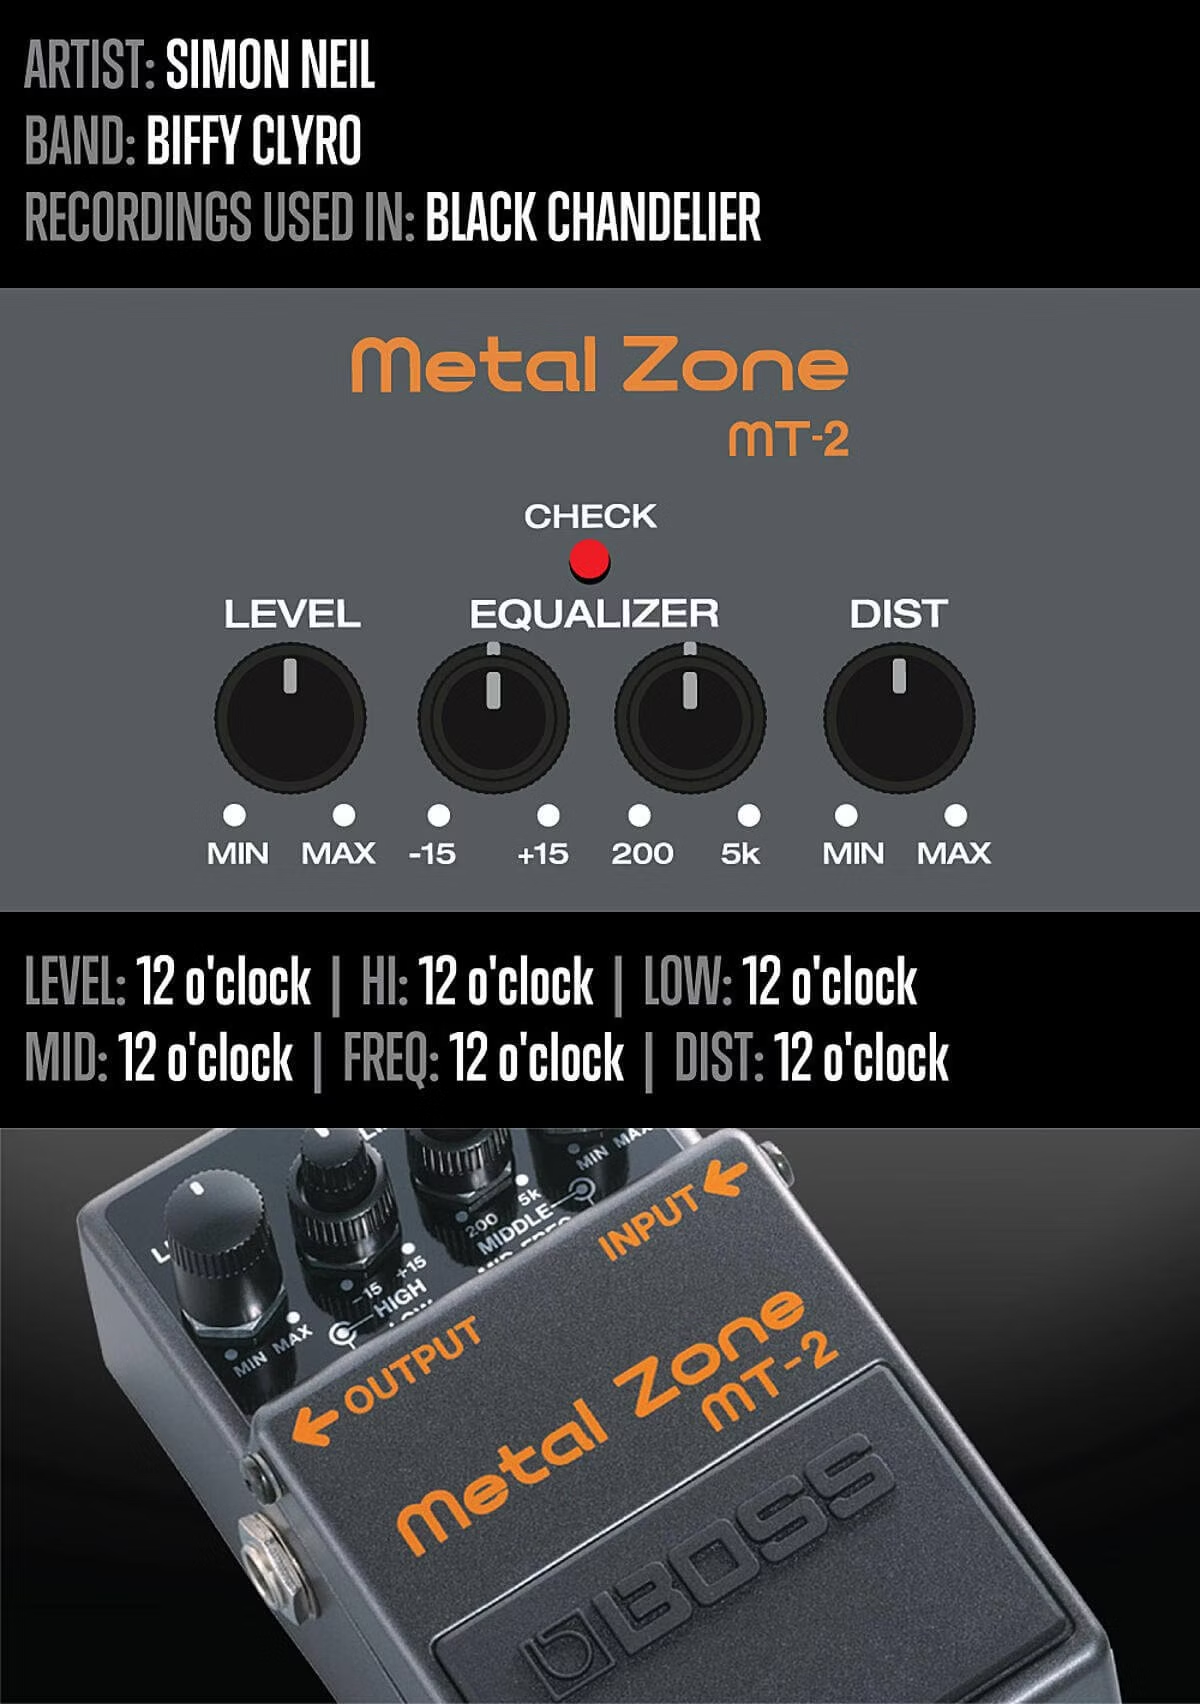 ARTIST: SIMON NEIL
BAND: BIFFY CLYRO
RECORDINGS USED IN: BLACK CHANDELIER
Metal Zone
MT-2
CHECK
LEVEL EQUALIZER DIST
MIN MAX -15 +15 200 5k MIN MAX
LEVEL: 12 o'clock | HI: 12 o'clock | LOW: 12 o'clock
MID: 12 o'clock | FREQ: 12 o'clock | DIST: 12 o'clock
MIN MAX
200 5k
MIDDLE
-15 +15
HIGH
MIN MAX
INPUT
OUTPUT
Metal Zone
MT-2
BOSS